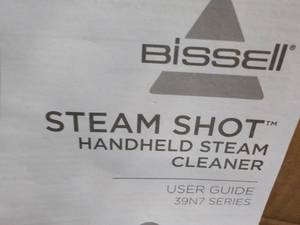 BISSELL®
STEAM SHOT™
HANDHELD STEAM
CLEANER
USER GUIDE
39N7 SERIES